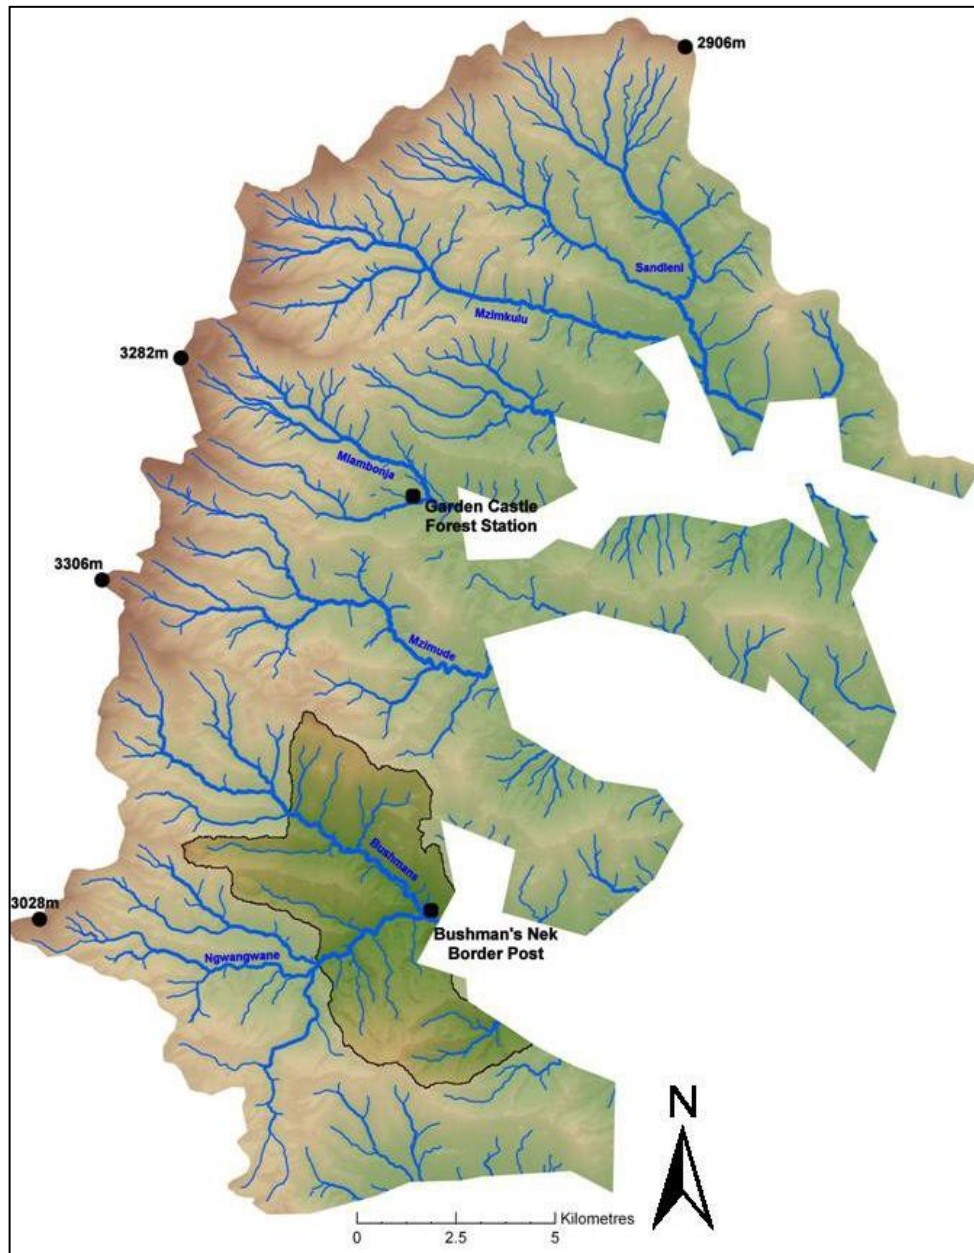 2906m
Sandleni
Mzimkulu
3282m
Mlambonja
Garden Castle
Forest Station
3306m
Mzimude
Bushmans
3028m
Bushman's Nek
Border Post
Ngwangwane
N
Kilometres
0 2.5 5